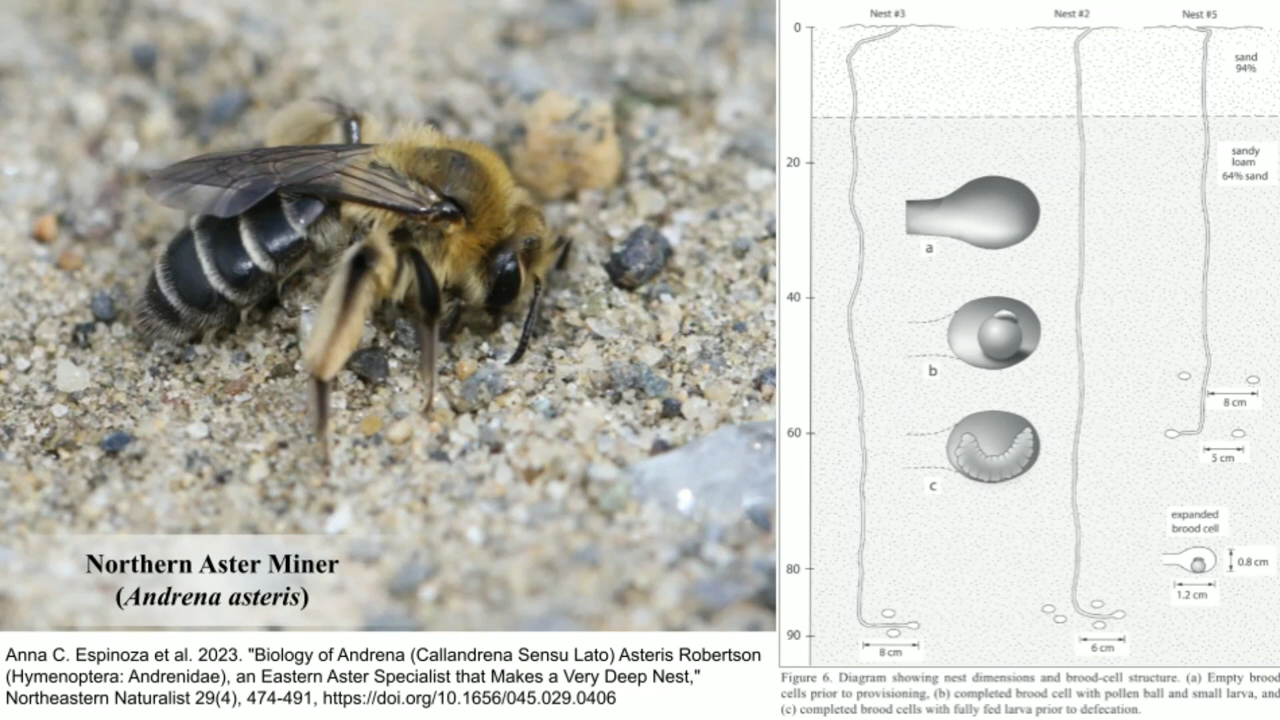 Northern Aster Miner
(Andrena asteris)
Anna C. Espinoza et al. 2023. "Biology of Andrena (Callandrena Sensu Lato) Asteris Robertson
(Hymenoptera: Andrenidae), an Eastern Aster Specialist that Makes a Very Deep Nest,"
Northeastern Naturalist 29(4), 474-491, https://doi.org/10.1656/045.029.0406
Nest #3
Nest #2
Nest #5
0
20
40
60
80
90
sand
94%
sandy
loam
64% sand
a
b
c
8 cm
5 cm
expanded
brood cell
0.8 cm
1.2 cm
8 cm
6 cm
Figure 6. Diagram showing nest dimensions and brood-cell structure. (a) Empty brood
cells prior to provisioning, (b) completed brood cell with pollen ball and small larva, and
(c) completed brood cells with fully fed larva prior to defecation.